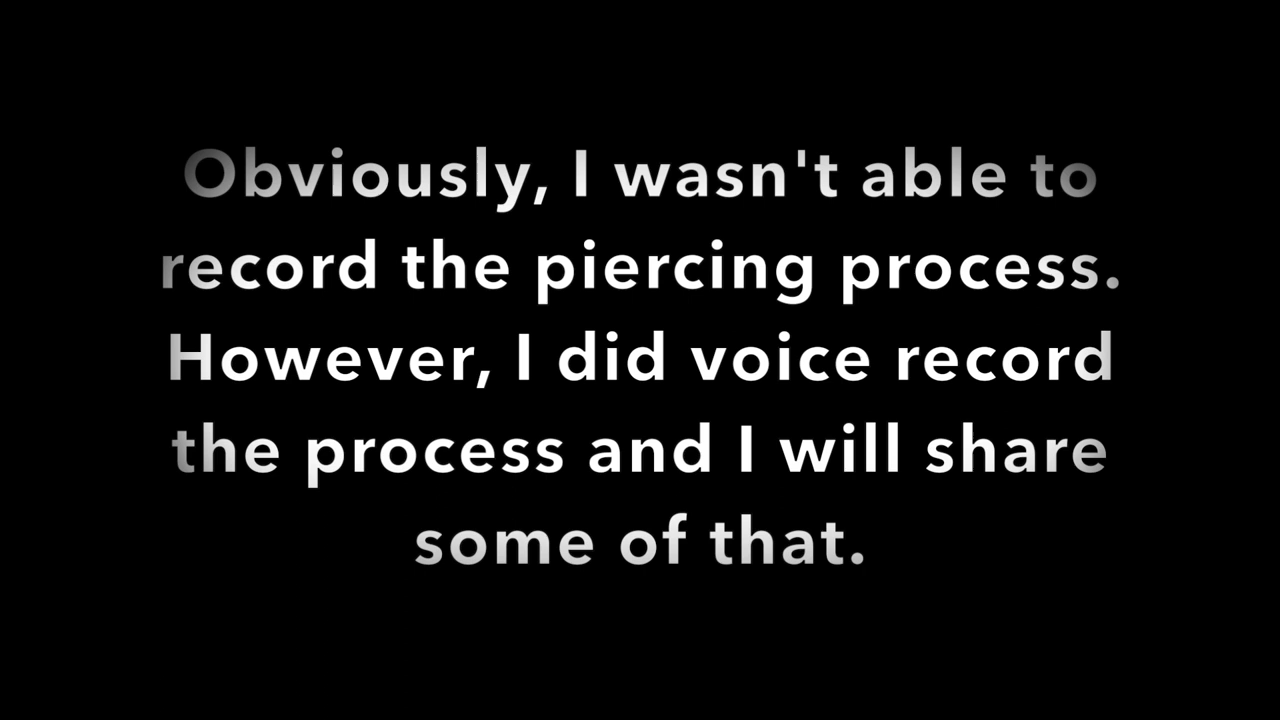 Obviously, I wasn't able to
record the piercing process.
However, I did voice record
the process and I will share
some of that.